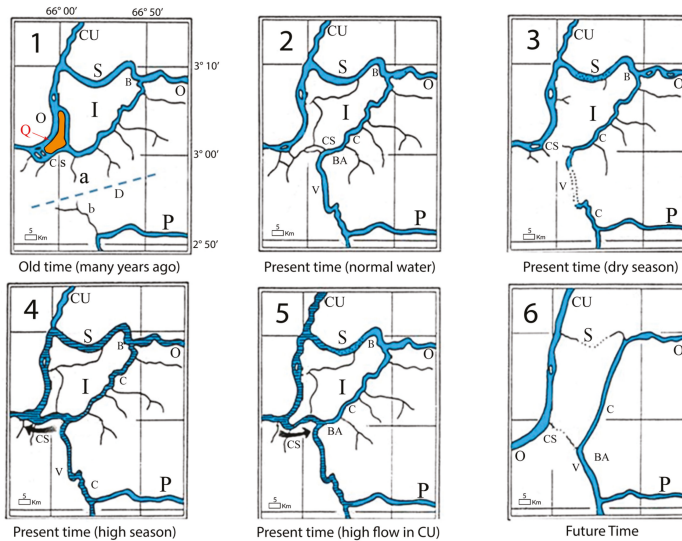 66° 00' 66° 50'
1
CU
S
B
O
3° 10'
I
O
Q
C s
3° 00'
a
D
b
P
5
Km
2° 50'
Old time (many years ago)
2
CU
S
B
O
I
CS
C
BA
V
P
5
Km
Present time (normal water)
3
CU
S
B
O
I
CS
C
V
C
P
5
Km
Present time (dry season)
4
CU
S
B
O
I
C
CS
V
C
P
5
Km
Present time (high season)
5
CU
S
B
O
I
C
BA
CS
V
P
5
Km
Present time (high flow in CU)
6
CU
S
O
C
CS
O
V
BA
P
5
Km
Future Time